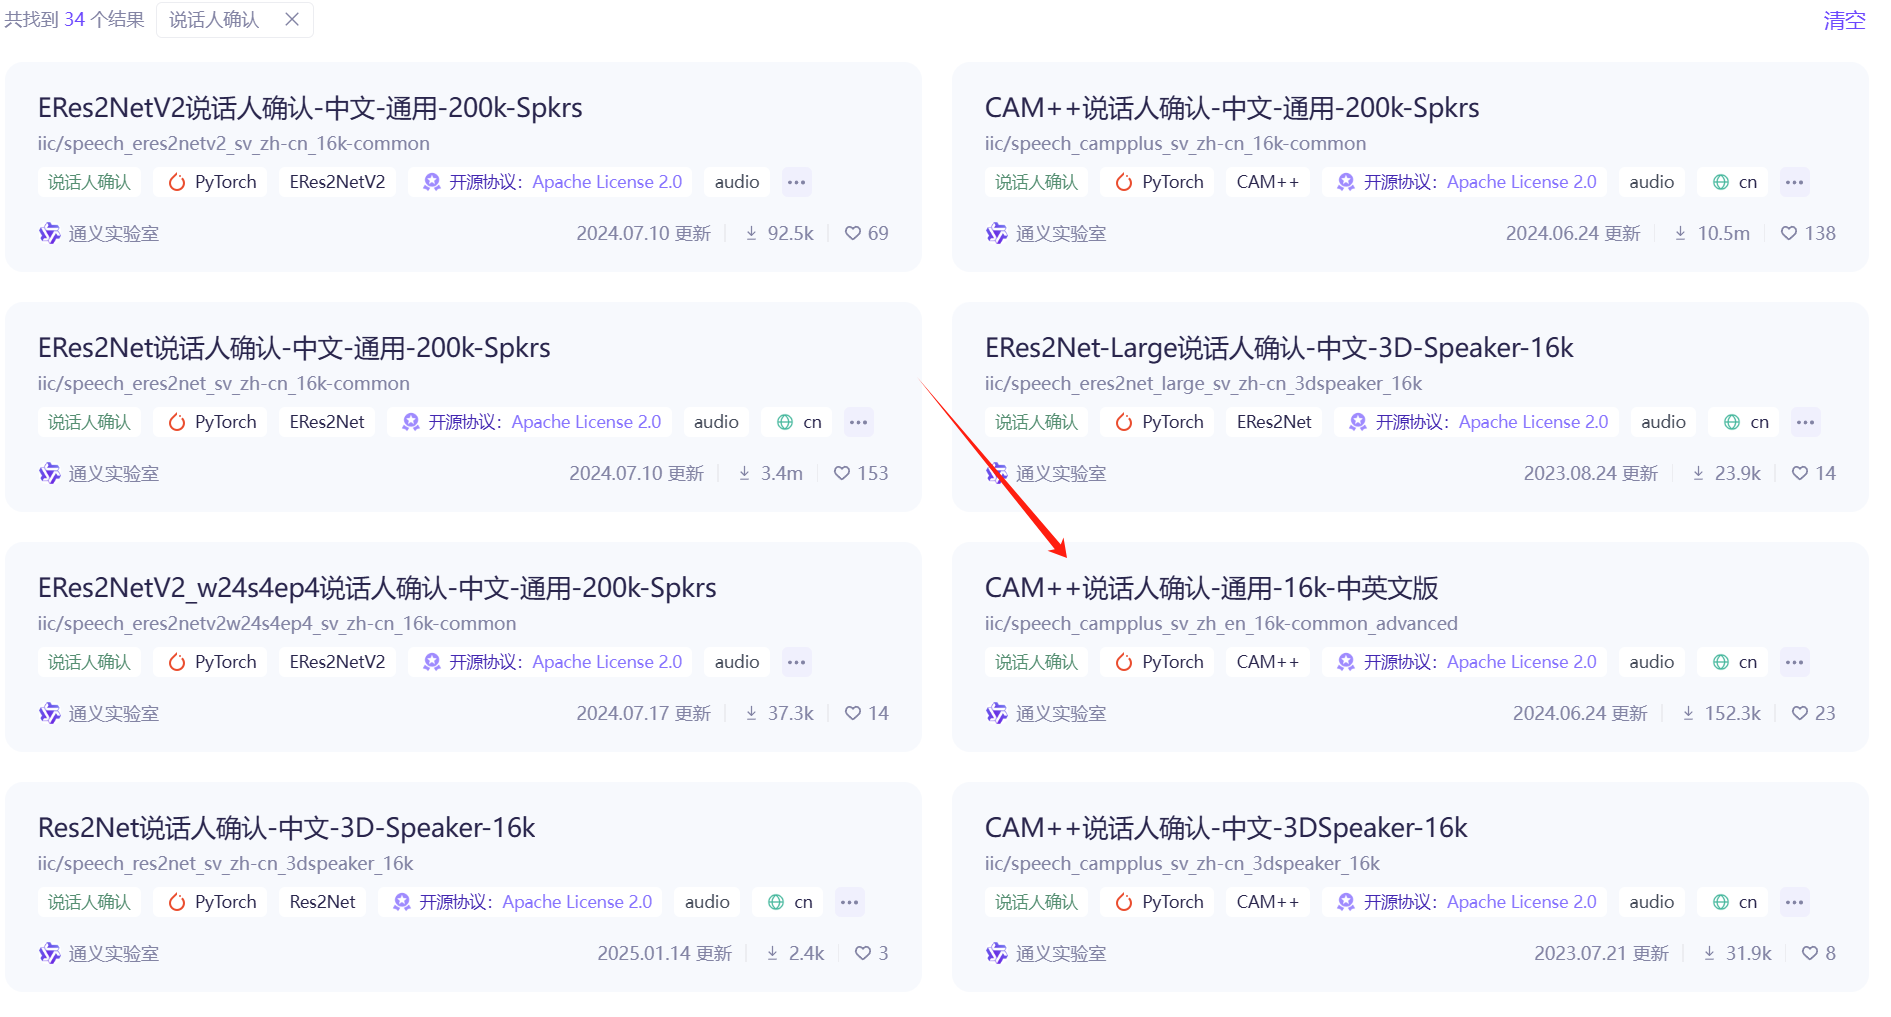 共找到 34 个结果 说话人确认 清空
ERes2NetV2说话人确认-中文-通用-200k-Spkrs
iic/speech_eres2netv2_sv_zh-cn_16k-common
说话人确认 PyTorch ERes2NetV2 开源协议：Apache License 2.0 audio ···
通义实验室 2024.07.10 更新 92.5k 69
CAM++说话人确认-中文-通用-200k-Spkrs
iic/speech_campplus_sv_zh-cn_16k-common
说话人确认 PyTorch CAM++ 开源协议：Apache License 2.0 audio cn ···
通义实验室 2024.06.24 更新 10.5m 138
ERes2Net说话人确认-中文-通用-200k-Spkrs
iic/speech_eres2net_sv_zh-cn_16k-common
说话人确认 PyTorch ERes2Net 开源协议：Apache License 2.0 audio cn ···
通义实验室 2024.07.10 更新 3.4m 153
ERes2Net-Large说话人确认-中文-3D-Speaker-16k
iic/speech_eres2net_large_sv_zh-cn_3dspeaker_16k
说话人确认 PyTorch ERes2Net 开源协议：Apache License 2.0 audio cn ···
通义实验室 2023.08.24 更新 23.9k 14
ERes2NetV2_w24s4ep4说话人确认-中文-通用-200k-Spkrs
iic/speech_eres2netv2w24s4ep4_sv_zh-cn_16k-common
说话人确认 PyTorch ERes2NetV2 开源协议：Apache License 2.0 audio ···
通义实验室 2024.07.17 更新 37.3k 14
CAM++说话人确认-通用-16k-中英文版
iic/speech_campplus_sv_zh_en_16k-common_advanced
说话人确认 PyTorch CAM++ 开源协议：Apache License 2.0 audio cn ···
通义实验室 2024.06.24 更新 152.3k 23
Res2Net说话人确认-中文-3D-Speaker-16k
iic/speech_res2net_sv_zh-cn_3dspeaker_16k
说话人确认 PyTorch Res2Net 开源协议：Apache License 2.0 audio cn ···
通义实验室 2025.01.14 更新 2.4k 3
CAM++说话人确认-中文-3DSpeaker-16k
iic/speech_campplus_sv_zh-cn_3dspeaker_16k
说话人确认 PyTorch CAM++ 开源协议：Apache License 2.0 audio cn ···
通义实验室 2023.07.21 更新 31.9k 8